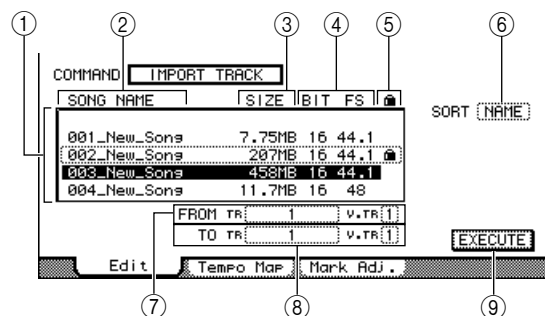 ① ② ③ ④ ⑤ ⑥
COMMAND IMPORT TRACK
SONG NAME SIZE BIT FS
SORT NAME
001_New_Song 7.75MB 16 44.1
002_New_Song 207MB 16 44.1
003_New_Song 458MB 16 44.1
004_New_Song 11.7MB 16 48
FROM TR 1 V.TR 1
TO TR 1 V.TR 1
EXECUTE
Edit Tempo Map Mark Adj.
⑦ ⑧ ⑨